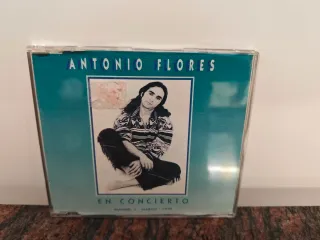 ANTONIO FLORES
EN CONCIERTO